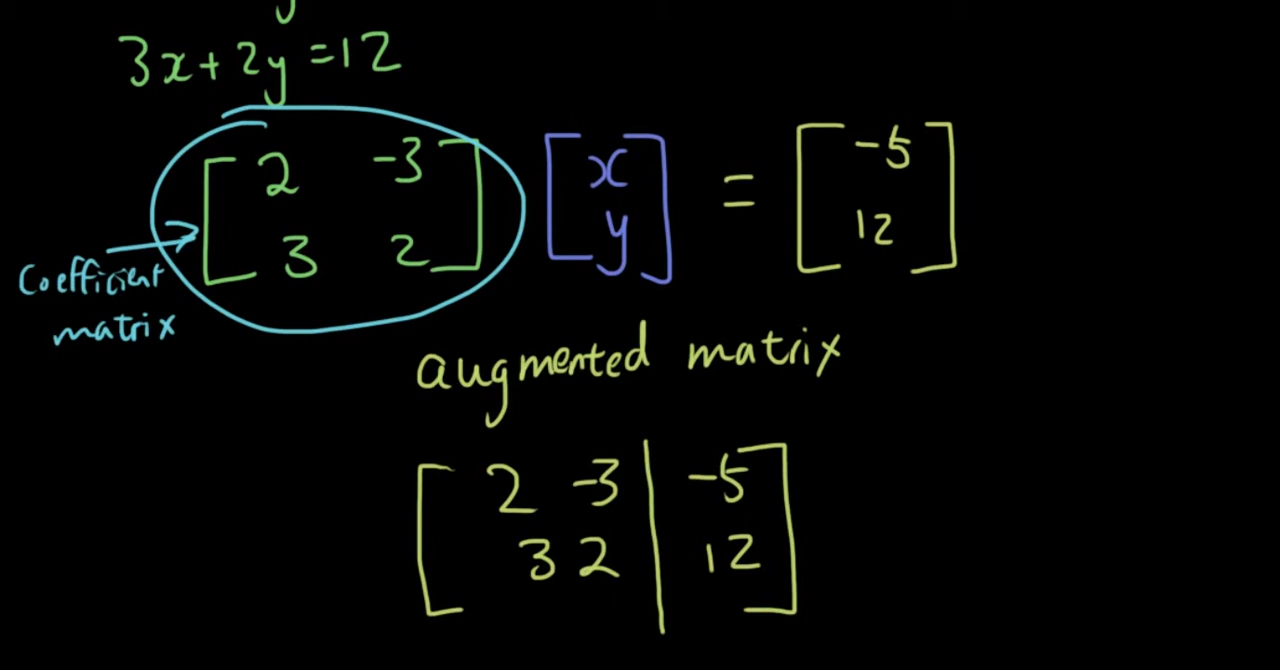 3x+2y=12
[2 -3] [x] = [-5]
[3 2] [y] [12]
Coefficient
matrix
augmented matrix
[2 -3 | -5]
[3 2 | 12]